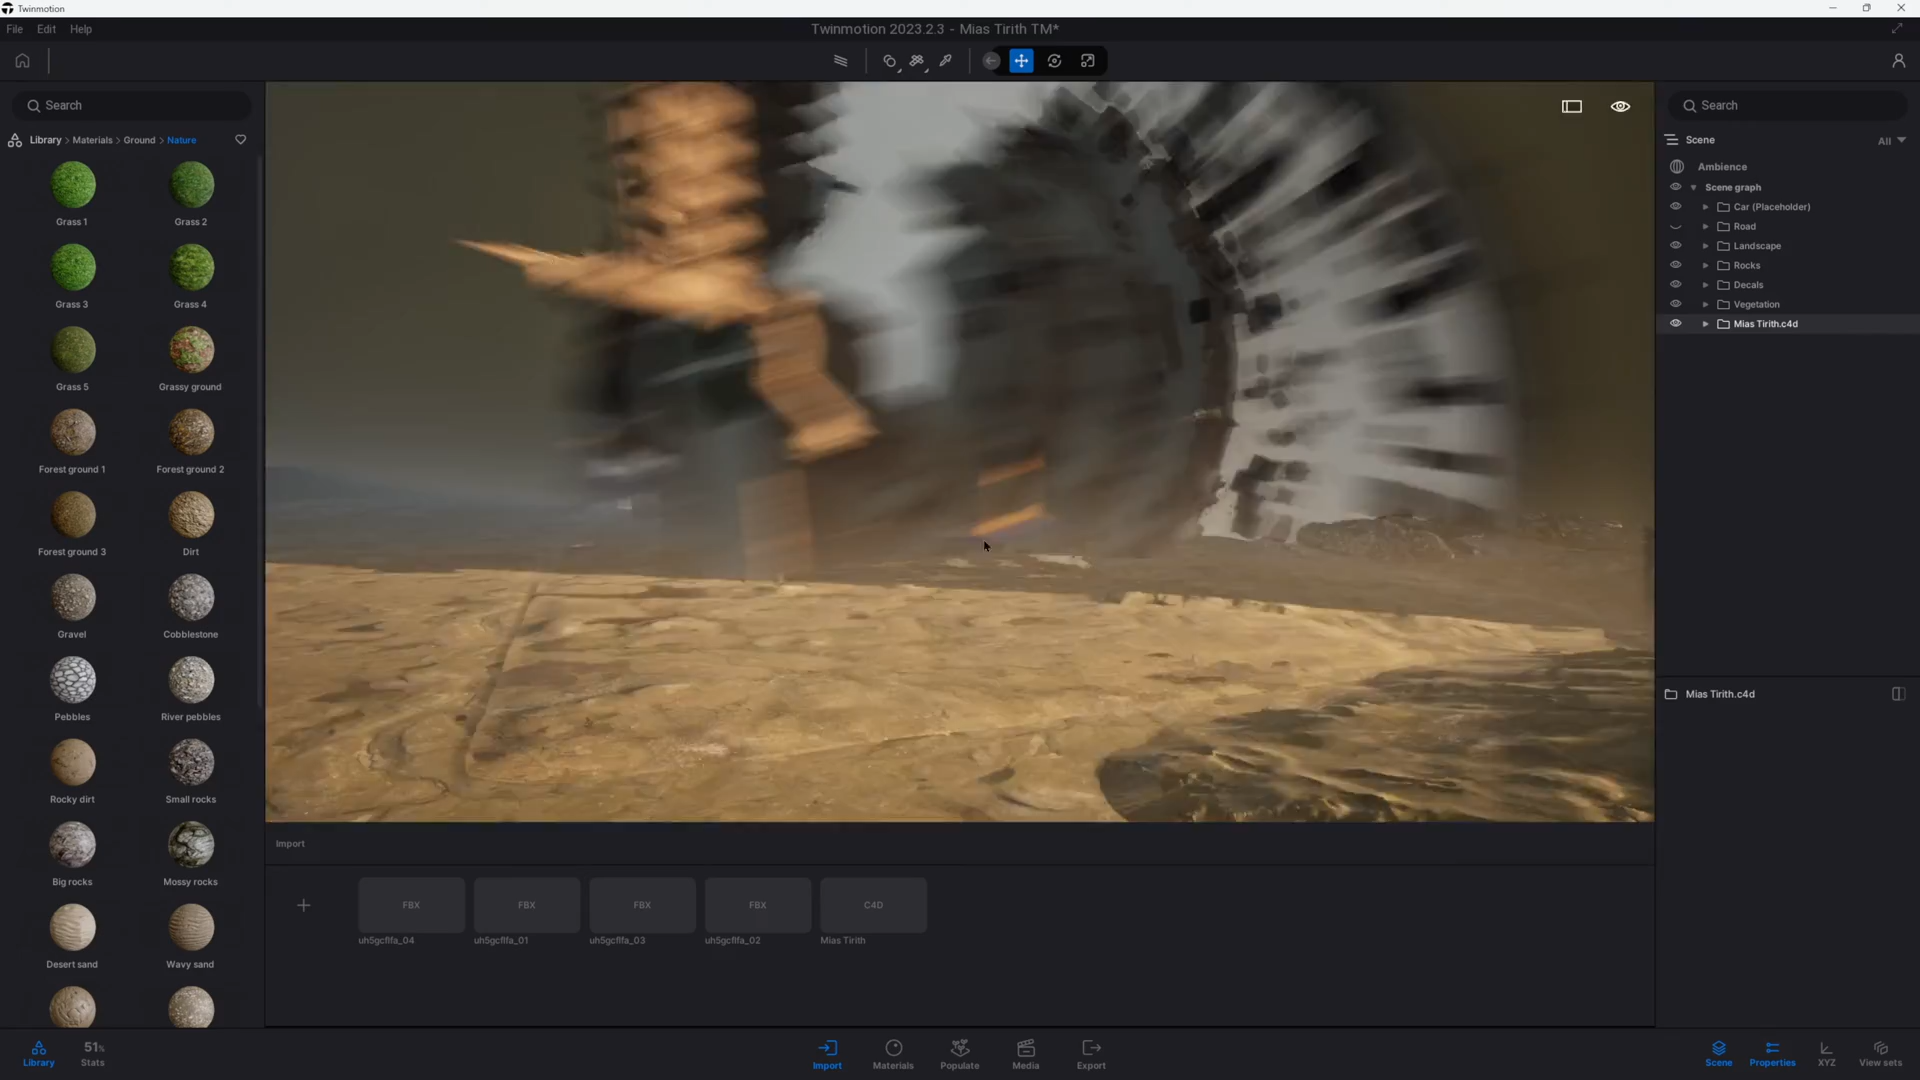 Twinmotion
File Edit Help
Twinmotion 2023.2.3 - Mias Tirith TM*
Search
Library > Materials > Ground > Nature
Grass 1
Grass 2
Grass 3
Grass 4
Grass 5
Grassy ground
Forest ground 1
Forest ground 2
Forest ground 3
Dirt
Gravel
Cobblestone
Pebbles
River pebbles
Rocky dirt
Small rocks
Big rocks
Mossy rocks
Desert sand
Wavy sand
Search
Scene
All
Ambience
Scene graph
Car (Placeholder)
Road
Landscape
Rocks
Decals
Vegetation
Mias Tirith.c4d
Mias Tirith.c4d
Import
FBX
FBX
FBX
FBX
C4D
uh5gcflfa_04
uh5gcflfa_01
uh5gcflfa_03
uh5gcflfa_02
Mias Tirith
Library
51%
Stats
Import
Materials
Populate
Media
Export
Scene
Properties
XYZ
View sets